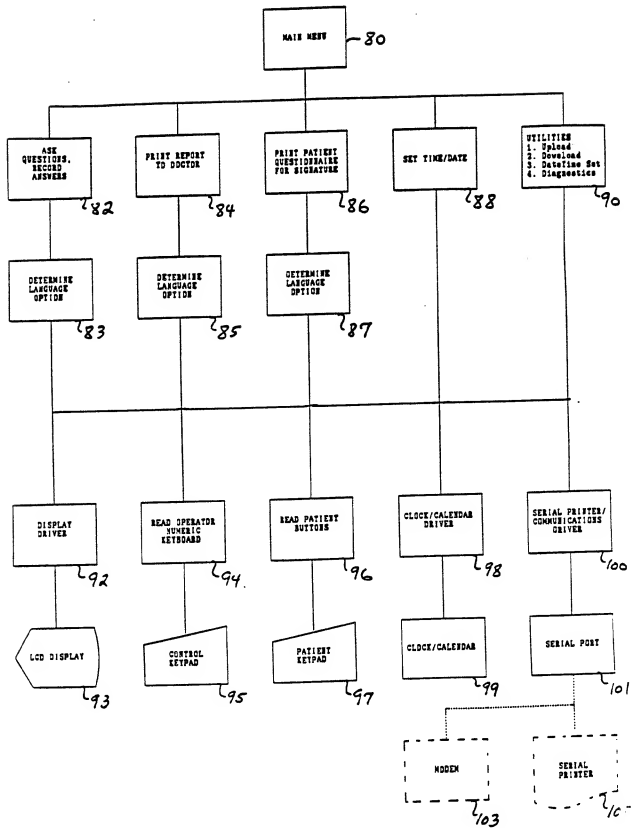 MAIN MENU
80
ASK
QUESTIONS,
RECORD
ANSWERS
82
PRINT REPORT
TO DOCTOR
84
PRINT PATIENT
QUESTIONNAIRE
FOR SIGNATURE
86
SET TIME/DATE
88
UTILITIES
1. Upload
2. Download
3. DateTime Set
4. Diagnostics
90
DETERMINE
LANGUAGE
OPTION
83
DETERMINE
LANGUAGE
OPTION
85
DETERMINE
LANGUAGE
OPTION
87
DISPLAY
DRIVER
92
READ OPERATOR
NUMERIC
KEYBOARD
94
READ PATIENT
BUTTONS
96
CLOCK/CALENDAR
DRIVER
98
SERIAL PRINTER/
COMMUNICATIONS
DRIVER
100
LCD DISPLAY
93
CONTROL
KEYPAD
95
PATIENT
KEYPAD
97
CLOCK/CALENDAR
99
SERIAL PORT
101
MODEM
103
SERIAL
PRINTER